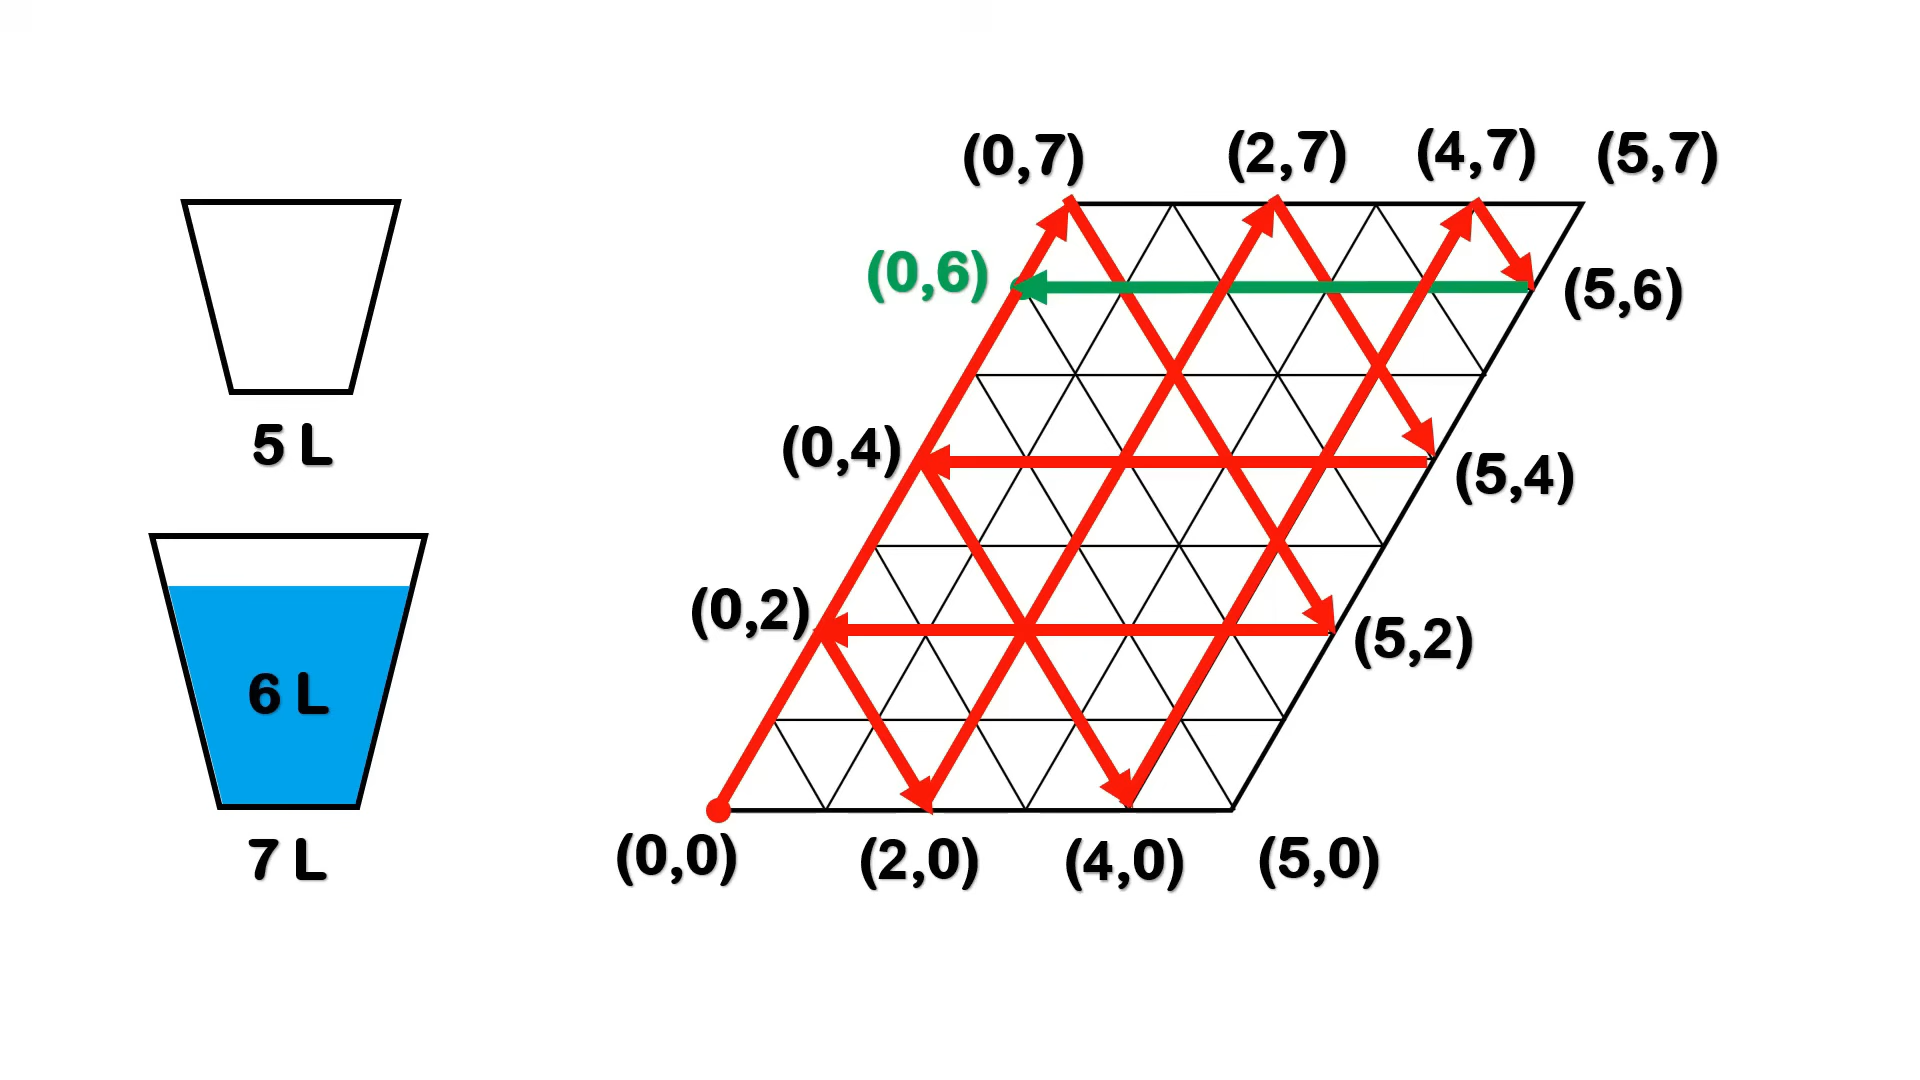 5 L
6 L
7 L
(0,7) (2,7) (4,7) (5,7)
(0,6) (5,6)
(0,4) (5,4)
(0,2) (5,2)
(0,0) (2,0) (4,0) (5,0)